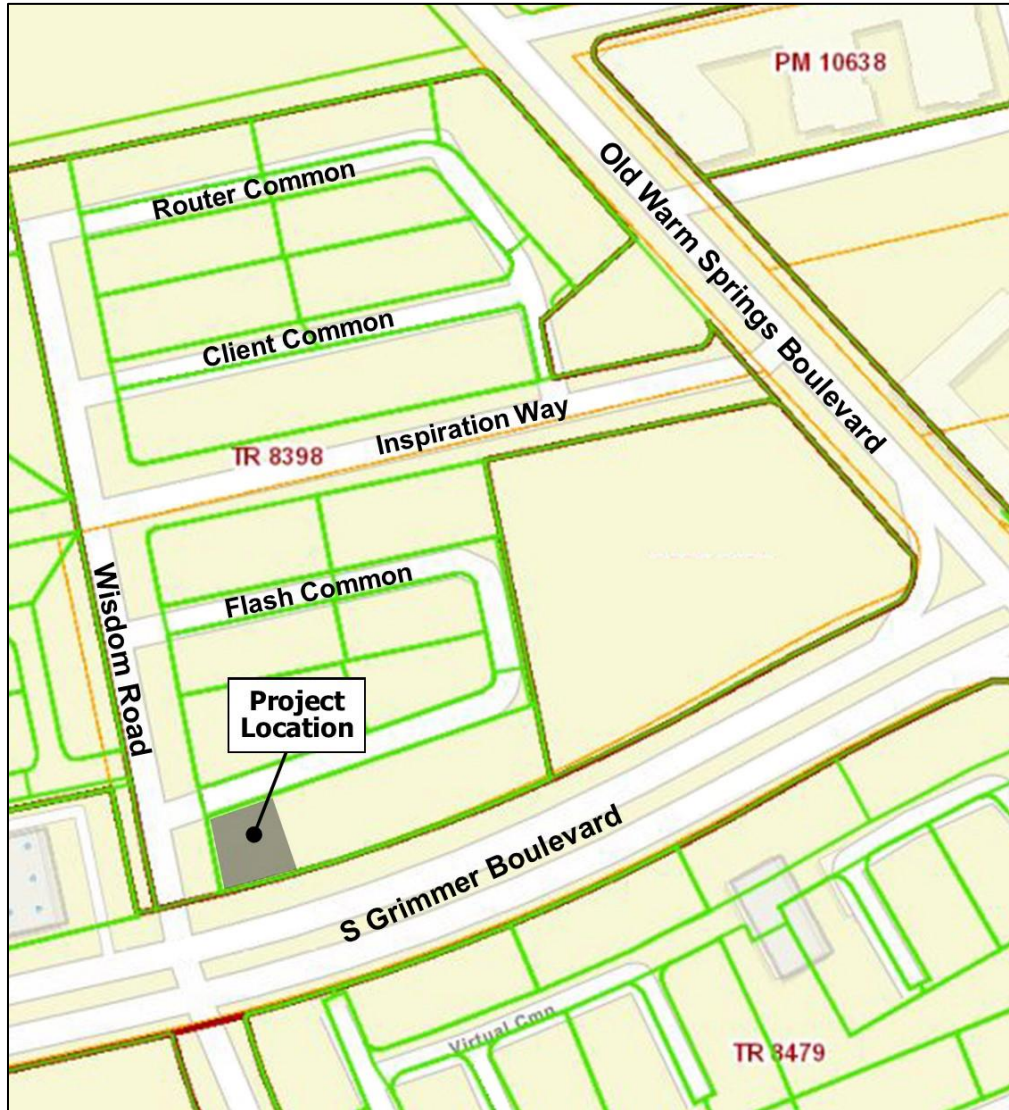 PM 10638
Old Warm Springs Boulevard
Router Common
Client Common
Inspiration Way
TR 8398
Flash Common
Wisdom Road
Project
Location
S Grimmer Boulevard
Virtual Cmn
TR 8479